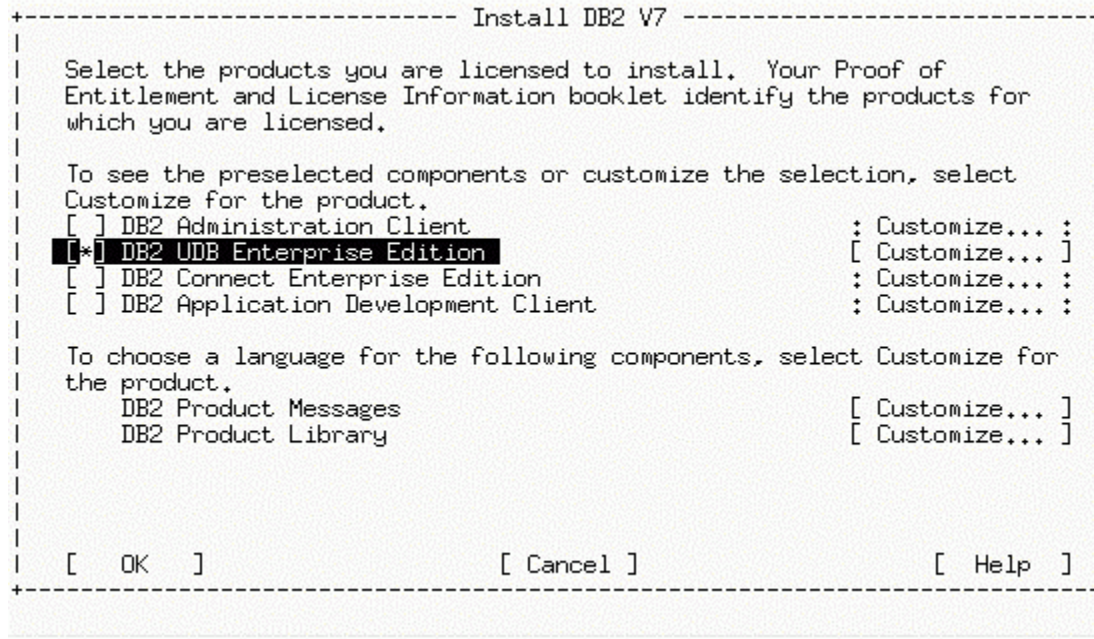 Install DB2 V7
Select the products you are licensed to install.  Your Proof of
Entitlement and License Information booklet identify the products for
which you are licensed.
To see the preselected components or customize the selection, select
Customize for the product.
[ ] DB2 Administration Client : Customize... :
[*] DB2 UDB Enterprise Edition [ Customize... ]
[ ] DB2 Connect Enterprise Edition : Customize... :
[ ] DB2 Application Development Client : Customize... :
To choose a language for the following components, select Customize for
the product.
DB2 Product Messages [ Customize... ]
DB2 Product Library [ Customize... ]
[ OK ] [ Cancel ] [ Help ]